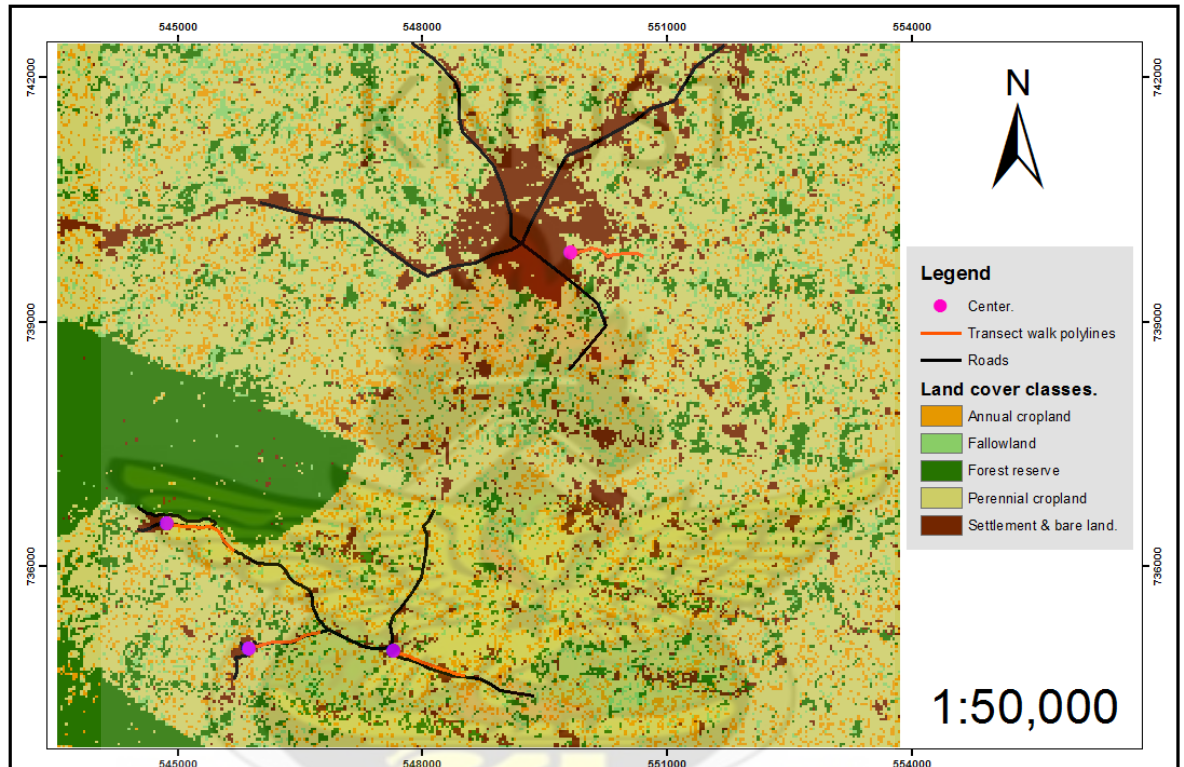 545000 548000 551000 554000
742000 742000
KNUST
N
739000 739000
Legend
Center.
Transect walk polylines
Roads
Land cover classes.
Annual cropland
Fallowland
Forest reserve
Perennial cropland
Settlement & bare land.
736000 736000
1:50,000
545000 548000 551000 554000